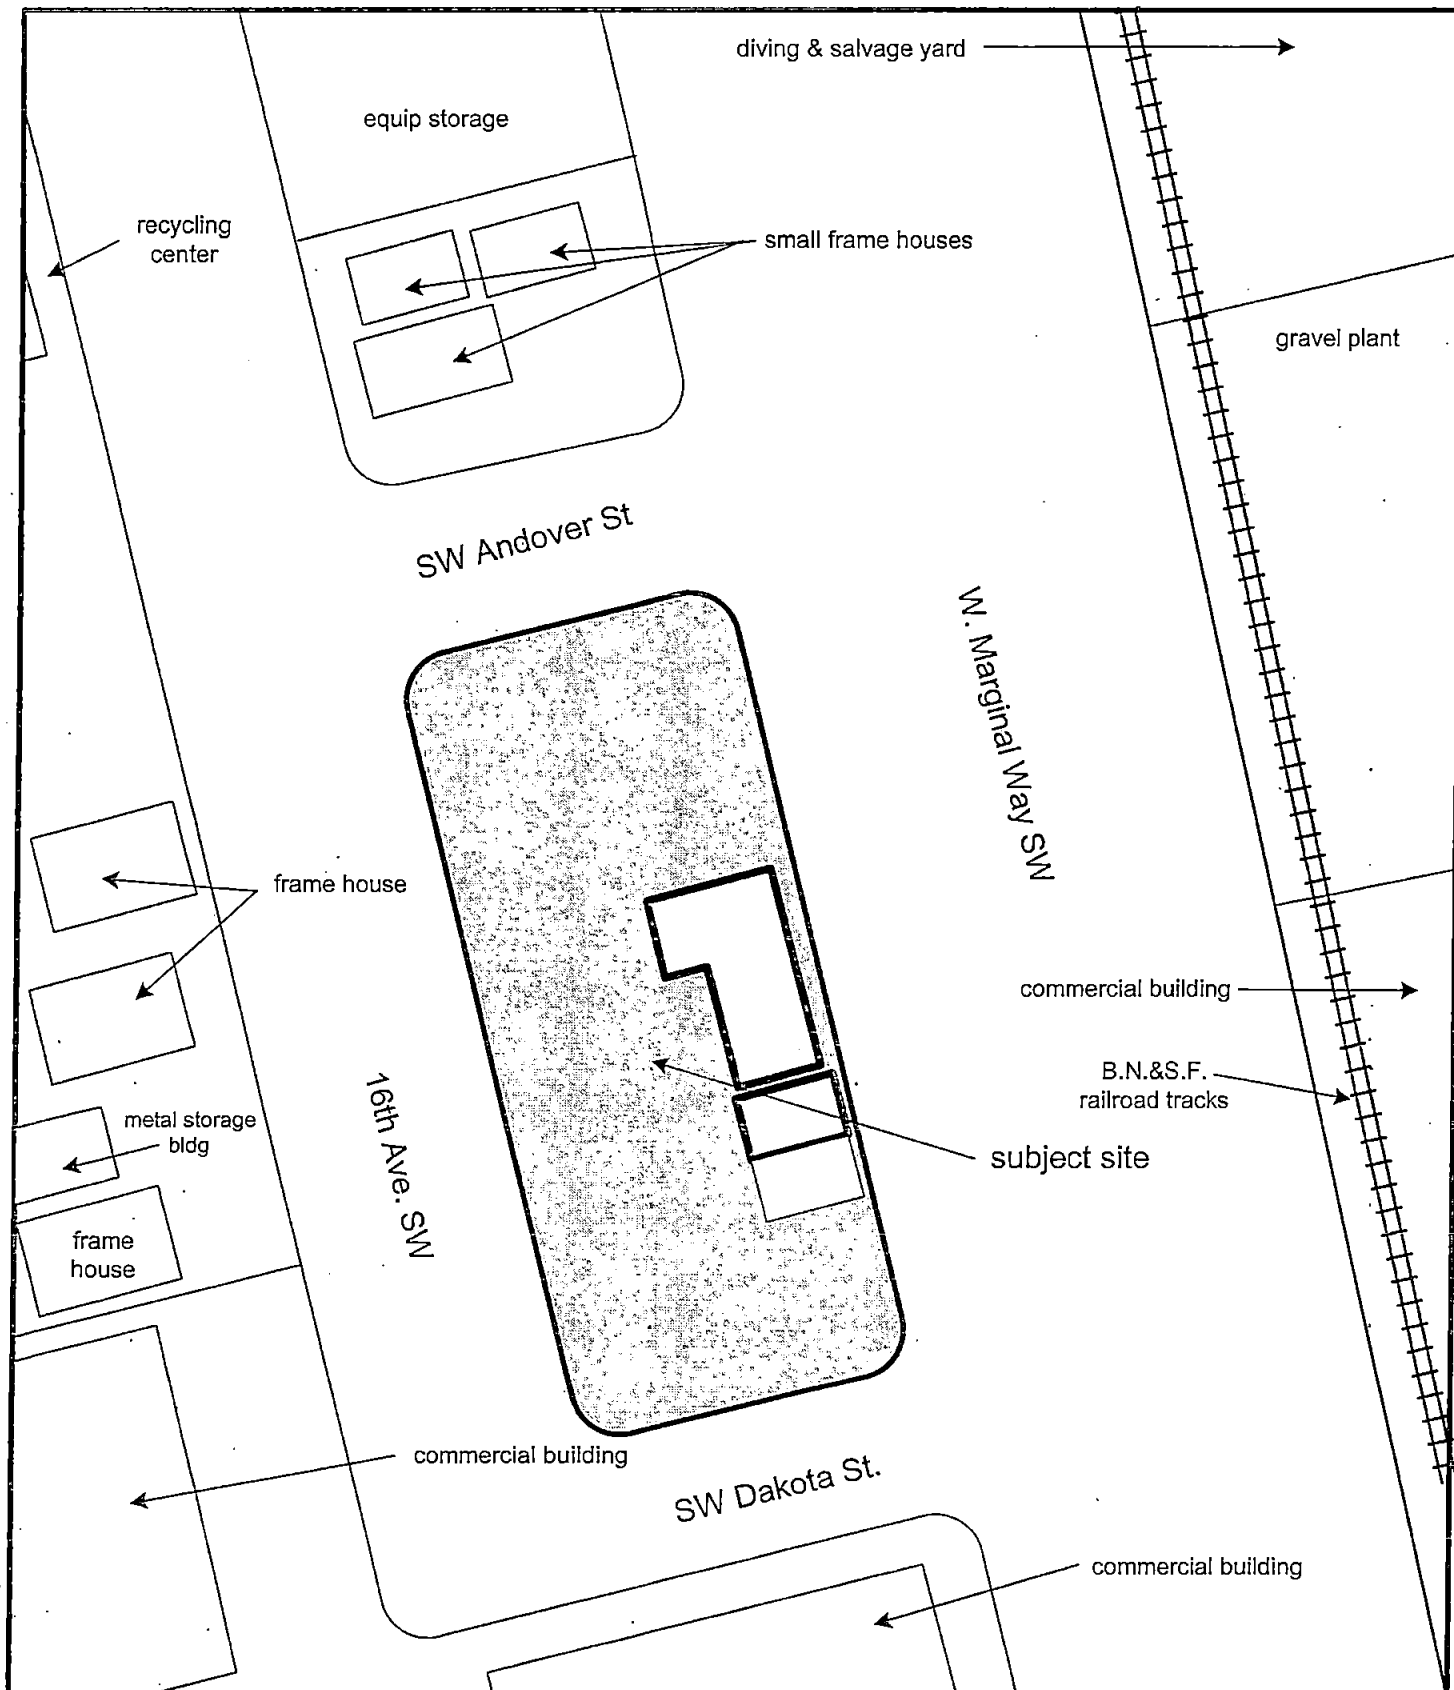 diving & salvage yard
equip storage
recycling
center
small frame houses
gravel plant
SW Andover St
W. Marginal Way SW
frame house
commercial building
B.N.&S.F.
railroad tracks
16th Ave. SW
metal storage
bldg
subject site
frame
house
commercial building
SW Dakota St.
commercial building